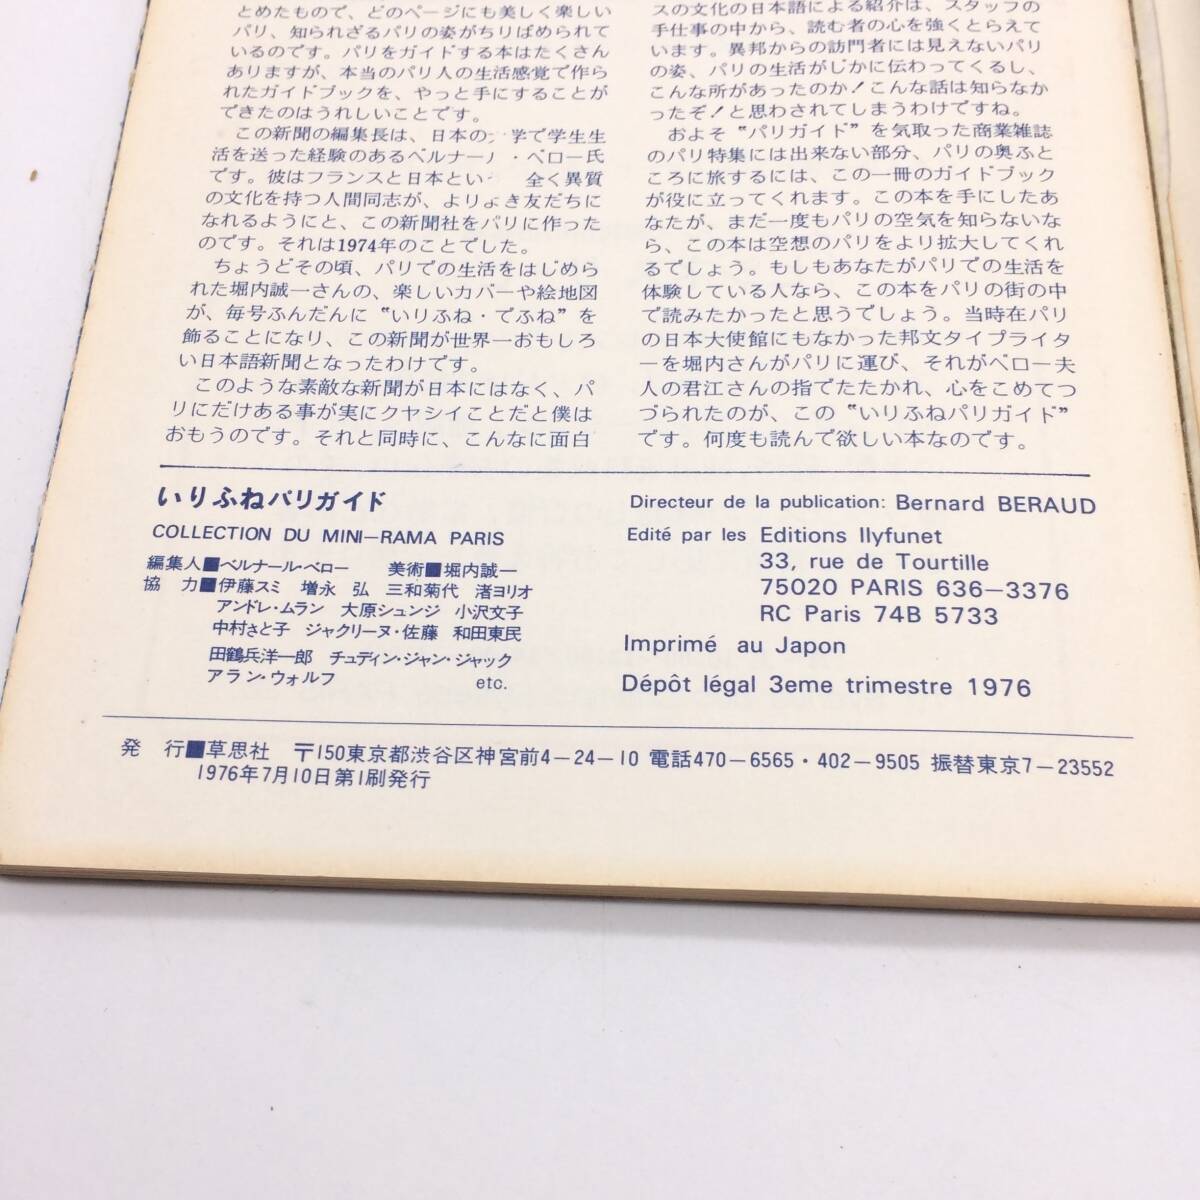 とめたもので、どのページにも美しく楽しい
パリ、知られざるパリの姿がちりばめられて
いるのです。パリをガイドする本はたくさん
ありますが、本当のパリ人の生活感覚で作ら
れたガイドブックを、やっと手にすることが
できたのはうれしいことです。
この新聞の編集長は、日本の 学で学生生
活を送った経験のあるベルナール・ベロー氏
です。彼はフランスと日本とい 全く異質
の文化を持つ人間同志が、よりよき友だちに
なれるようにと、この新聞社をパリに作った
のです。それは1974年のことでした。
ちょうどその頃、パリでの生活をはじめら
れた堀内誠一さんの、楽しいカバーや絵地図
が、毎号ふんだんに“いりふね・でふね”を
飾ることになり、この新聞が世界一おもしろ
い日本語新聞となったわけです。
このような素敵な新聞が日本にはなく、パ
リにだけある事が実にクヤシイことだと僕は
おもうのです。それと同時に、こんなに面白
スの文化の日本語による紹介は、スタッフの
手仕事の中から、読む者の心を強くとらえて
います。異邦からの訪門者には見えないパリ
の姿、パリの生活がじかに伝わってくるし、
こんな所があったのか！こんな話は知らなか
ったぞ！と思わされてしまうわけですね。
およそ“パリガイド”を気取った商業雑誌
のパリ特集には出来ない部分、パリの奥ふと
ころに旅するには、この一冊のガイドブック
が役に立ってくれます。この本を手にしたあ
なたが、まだ一度もパリの空気を知らないな
ら、この本は空想のパリをより拡大してくれ
るでしょう。もしもあなたがパリでの生活を
体験している人なら、この本をパリの街の中
で読みたかったと思うでしょう。当時在パリ
の日本大使館にもなかった邦文タイプライタ
ーを堀内さんがパリに運び、それがベロー夫
人の君江さんの指でたたかれ、心をこめてつ
づられたのが、この“いりふねパリガイド”
です。何度も読んで欲しい本なのです。
いりふねパリガイド
COLLECTION DU MINI-RAMA PARIS
編集人■ベルナール・ベロー 美術■堀内誠一
協 力■伊藤スミ 増永 弘 三和菊代 渚ヨリオ
アンドレ・ムラン 大原シュンジ 小沢文子
中村さと子 ジャクリーヌ・佐藤 和田東民
田鶴兵洋一郎 チュディン・ジャン・ジャック
アラン・ウォルフ etc.
Directeur de la publication: Bernard BERAUD
Edité par les Editions Ilyfunet
33, rue de Tourtille
75020 PARIS 636-3376
RC Paris 74B 5733
Imprimé au Japon
Dépôt légal 3eme trimestre 1976
発 行■草思社 〒150東京都渋谷区神宮前4-24-10 電話470-6565・402-9505 振替東京7-23552
1976年7月10日第1刷発行